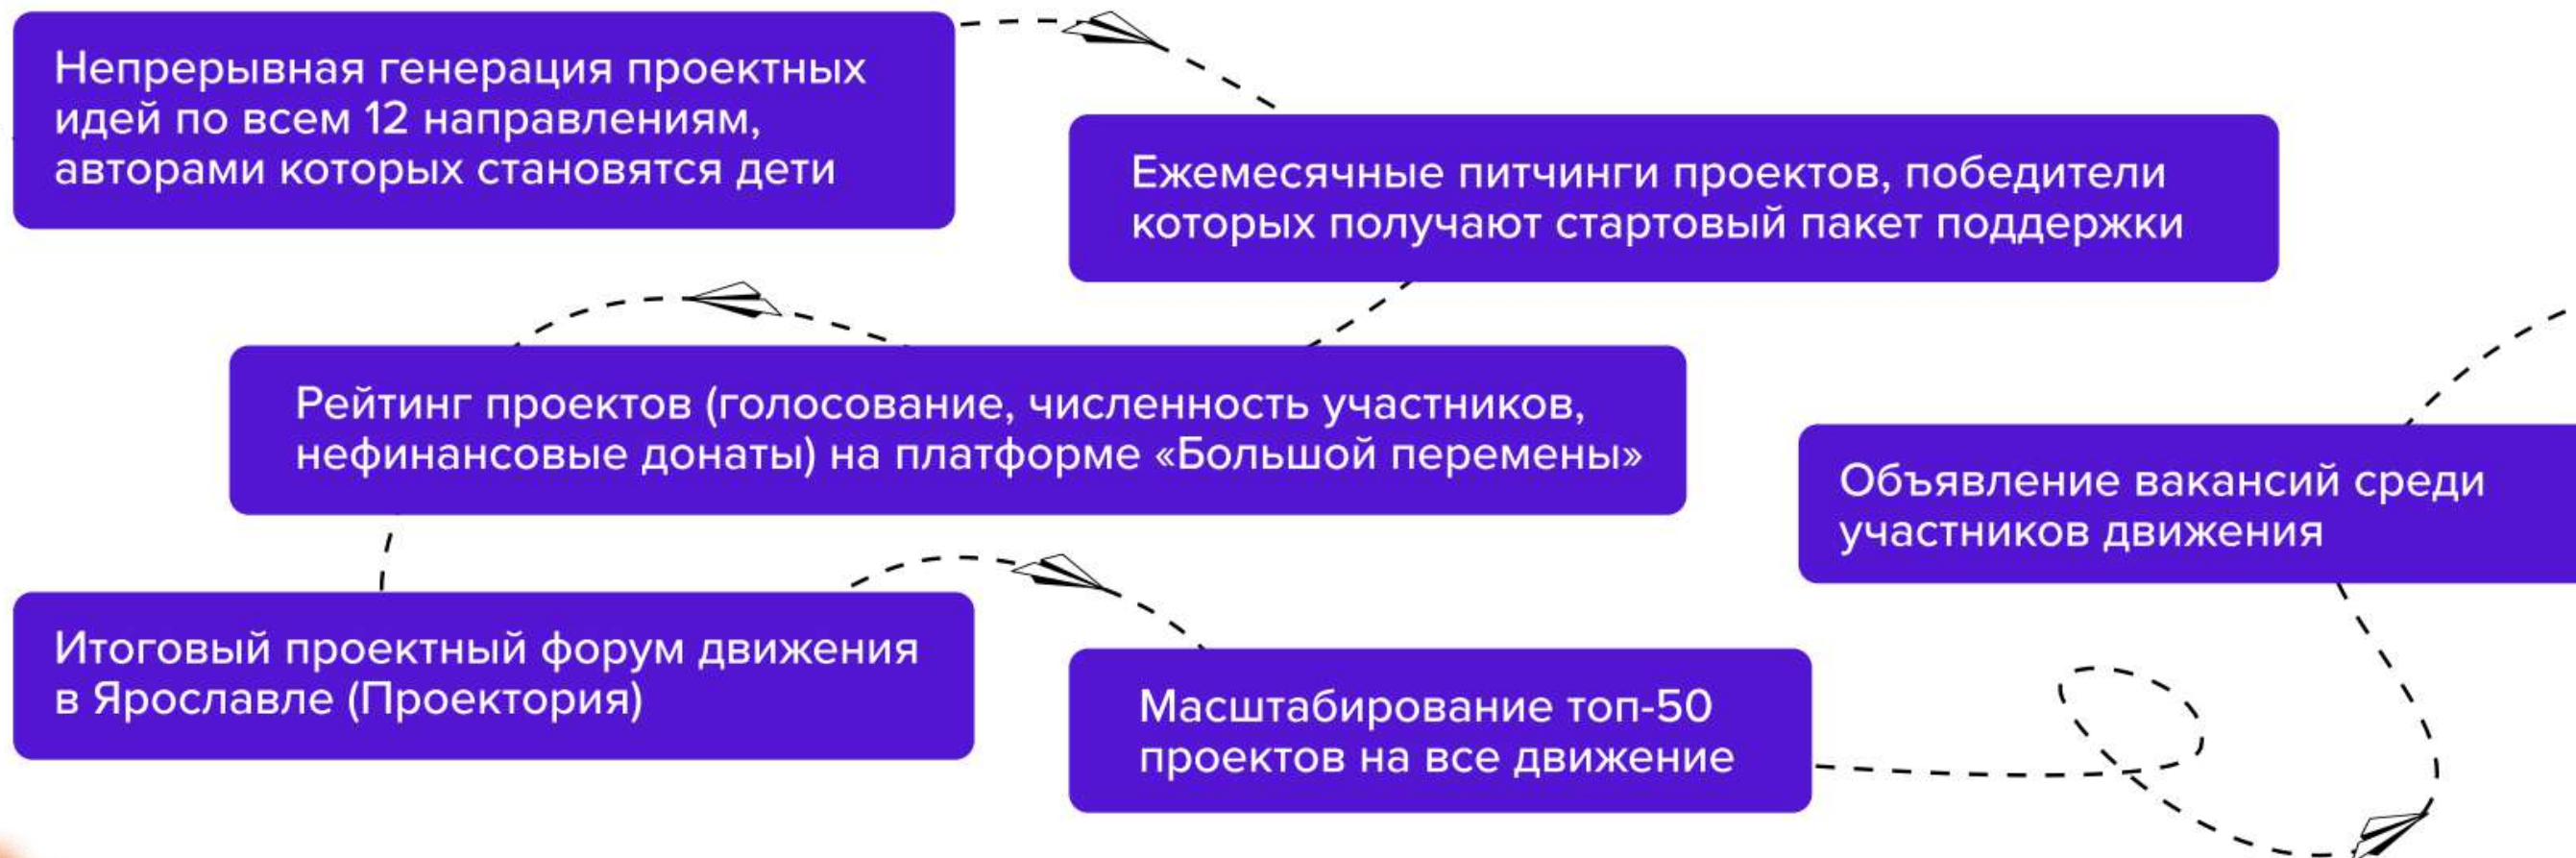 Непрерывная генерация проектных
идей по всем 12 направлениям,
авторами которых становятся дети
Ежемесячные питчинги проектов, победители
которых получают стартовый пакет поддержки
Рейтинг проектов (голосование, численность участников,
нефинансовые донаты) на платформе «Большой перемены»
Объявление вакансий среди
участников движения
Итоговый проектный форум движения
в Ярославле (Проектория)
Масштабирование топ-50
проектов на все движение